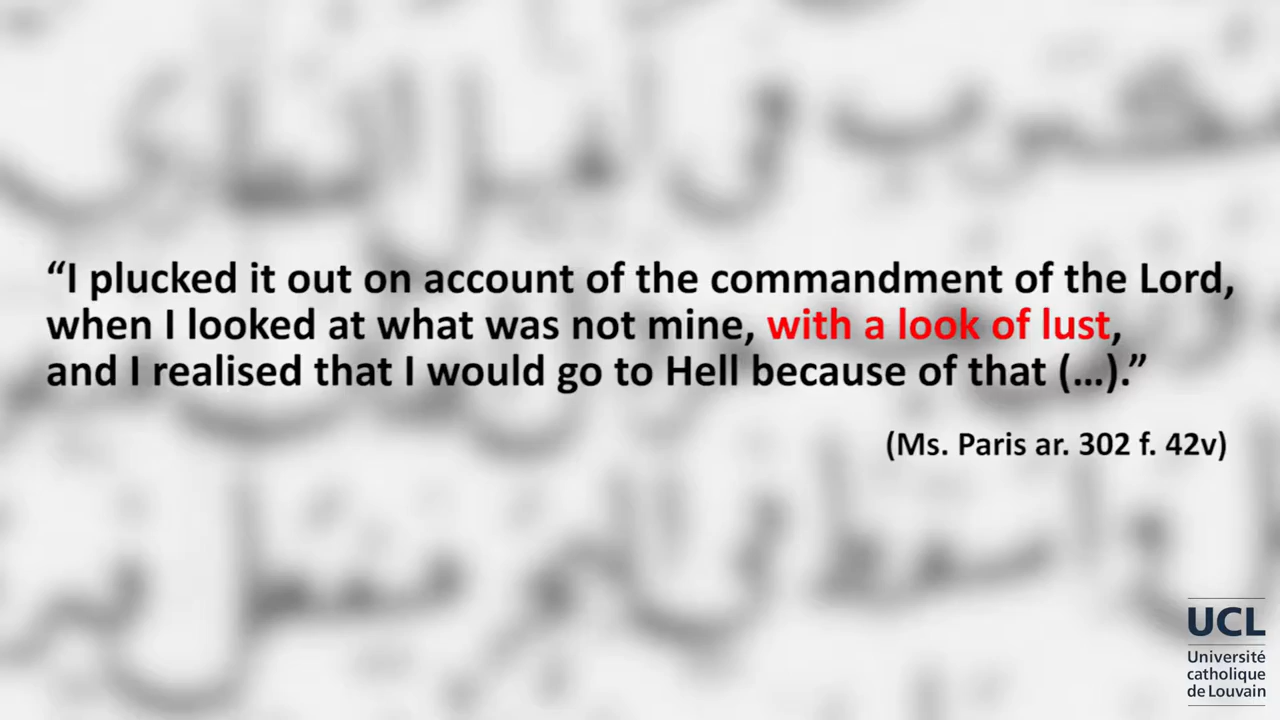 “I plucked it out on account of the commandment of the Lord,
when I looked at what was not mine, with a look of lust,
and I realised that I would go to Hell because of that (...).”
(Ms. Paris ar. 302 f. 42v)
UCL
Université
catholique
de Louvain